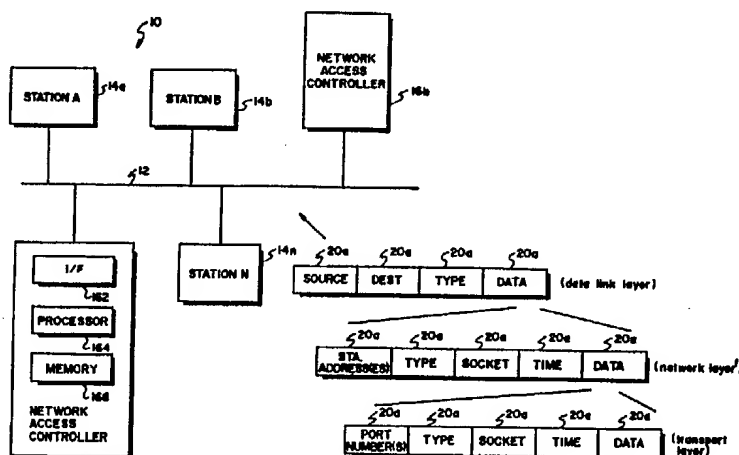 10
STATION A
14a
STATION B
14b
NETWORK
ACCESS
CONTROLLER
16b
12
I/F
162
PROCESSOR
164
MEMORY
166
NETWORK
ACCESS
CONTROLLER
STATION N
14n
20a 20a 20a 20a
SOURCE DEST TYPE DATA (data link layer)
20a 20a 20a 20a 20a
STA. ADDRESS(ES) TYPE SOCKET TIME DATA (network layer)
20a 20a 20a 20a 20a
PORT NUMBER(S) TYPE SOCKET TIME DATA (transport layer)